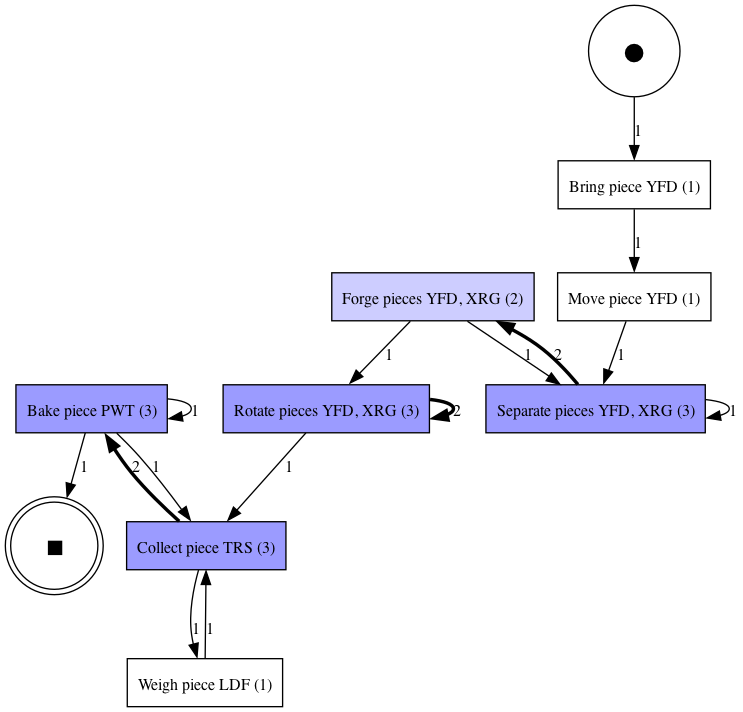 1
Bring piece YFD (1)
1
Forge pieces YFD, XRG (2)
Move piece YFD (1)
1
1
2
1
Bake piece PWT (3)
1
Rotate pieces YFD, XRG (3)
2
Separate pieces YFD, XRG (3)
1
1
2
1
1
Collect piece TRS (3)
1
1
Weigh piece LDF (1)